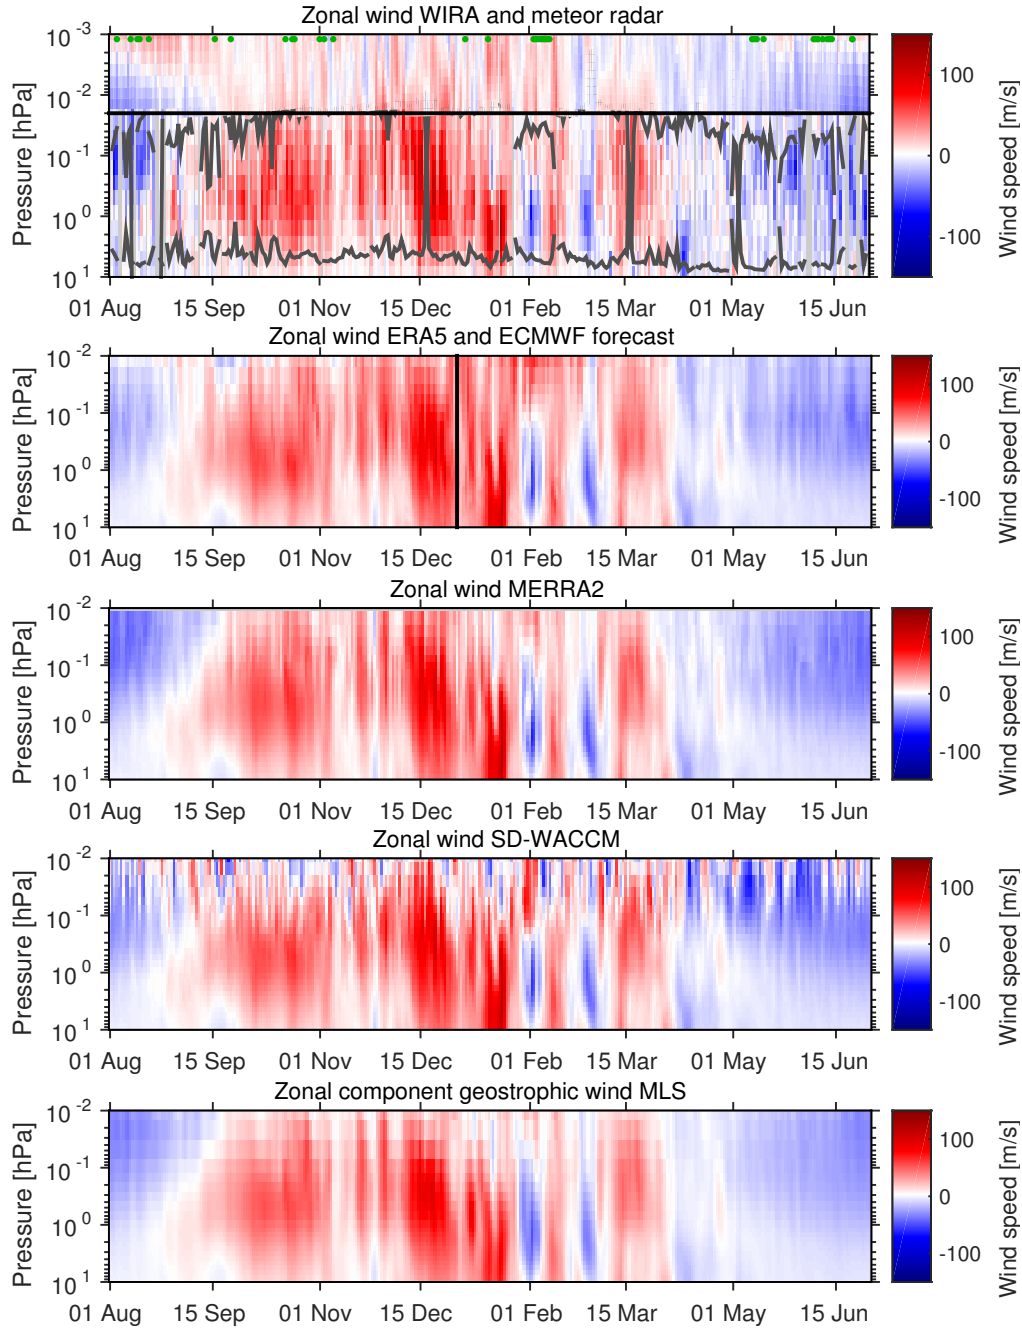 Zonal wind WIRA and meteor radar
10 -3
10 -2
10 -1
10 0
10 1
Pressure [hPa]
01 Aug 15 Sep 01 Nov 15 Dec 01 Feb 15 Mar 01 May 15 Jun
100
0
-100
Wind speed [m/s]
Zonal wind ERA5 and ECMWF forecast
10 -2
10 -1
10 0
10 1
Pressure [hPa]
01 Aug 15 Sep 01 Nov 15 Dec 01 Feb 15 Mar 01 May 15 Jun
100
0
-100
Wind speed [m/s]
Zonal wind MERRA2
10 -2
10 -1
10 0
10 1
Pressure [hPa]
01 Aug 15 Sep 01 Nov 15 Dec 01 Feb 15 Mar 01 May 15 Jun
100
0
-100
Wind speed [m/s]
Zonal wind SD-WACCM
10 -2
10 -1
10 0
10 1
Pressure [hPa]
01 Aug 15 Sep 01 Nov 15 Dec 01 Feb 15 Mar 01 May 15 Jun
100
0
-100
Wind speed [m/s]
Zonal component geostrophic wind MLS
10 -2
10 -1
10 0
10 1
Pressure [hPa]
01 Aug 15 Sep 01 Nov 15 Dec 01 Feb 15 Mar 01 May 15 Jun
100
0
-100
Wind speed [m/s]